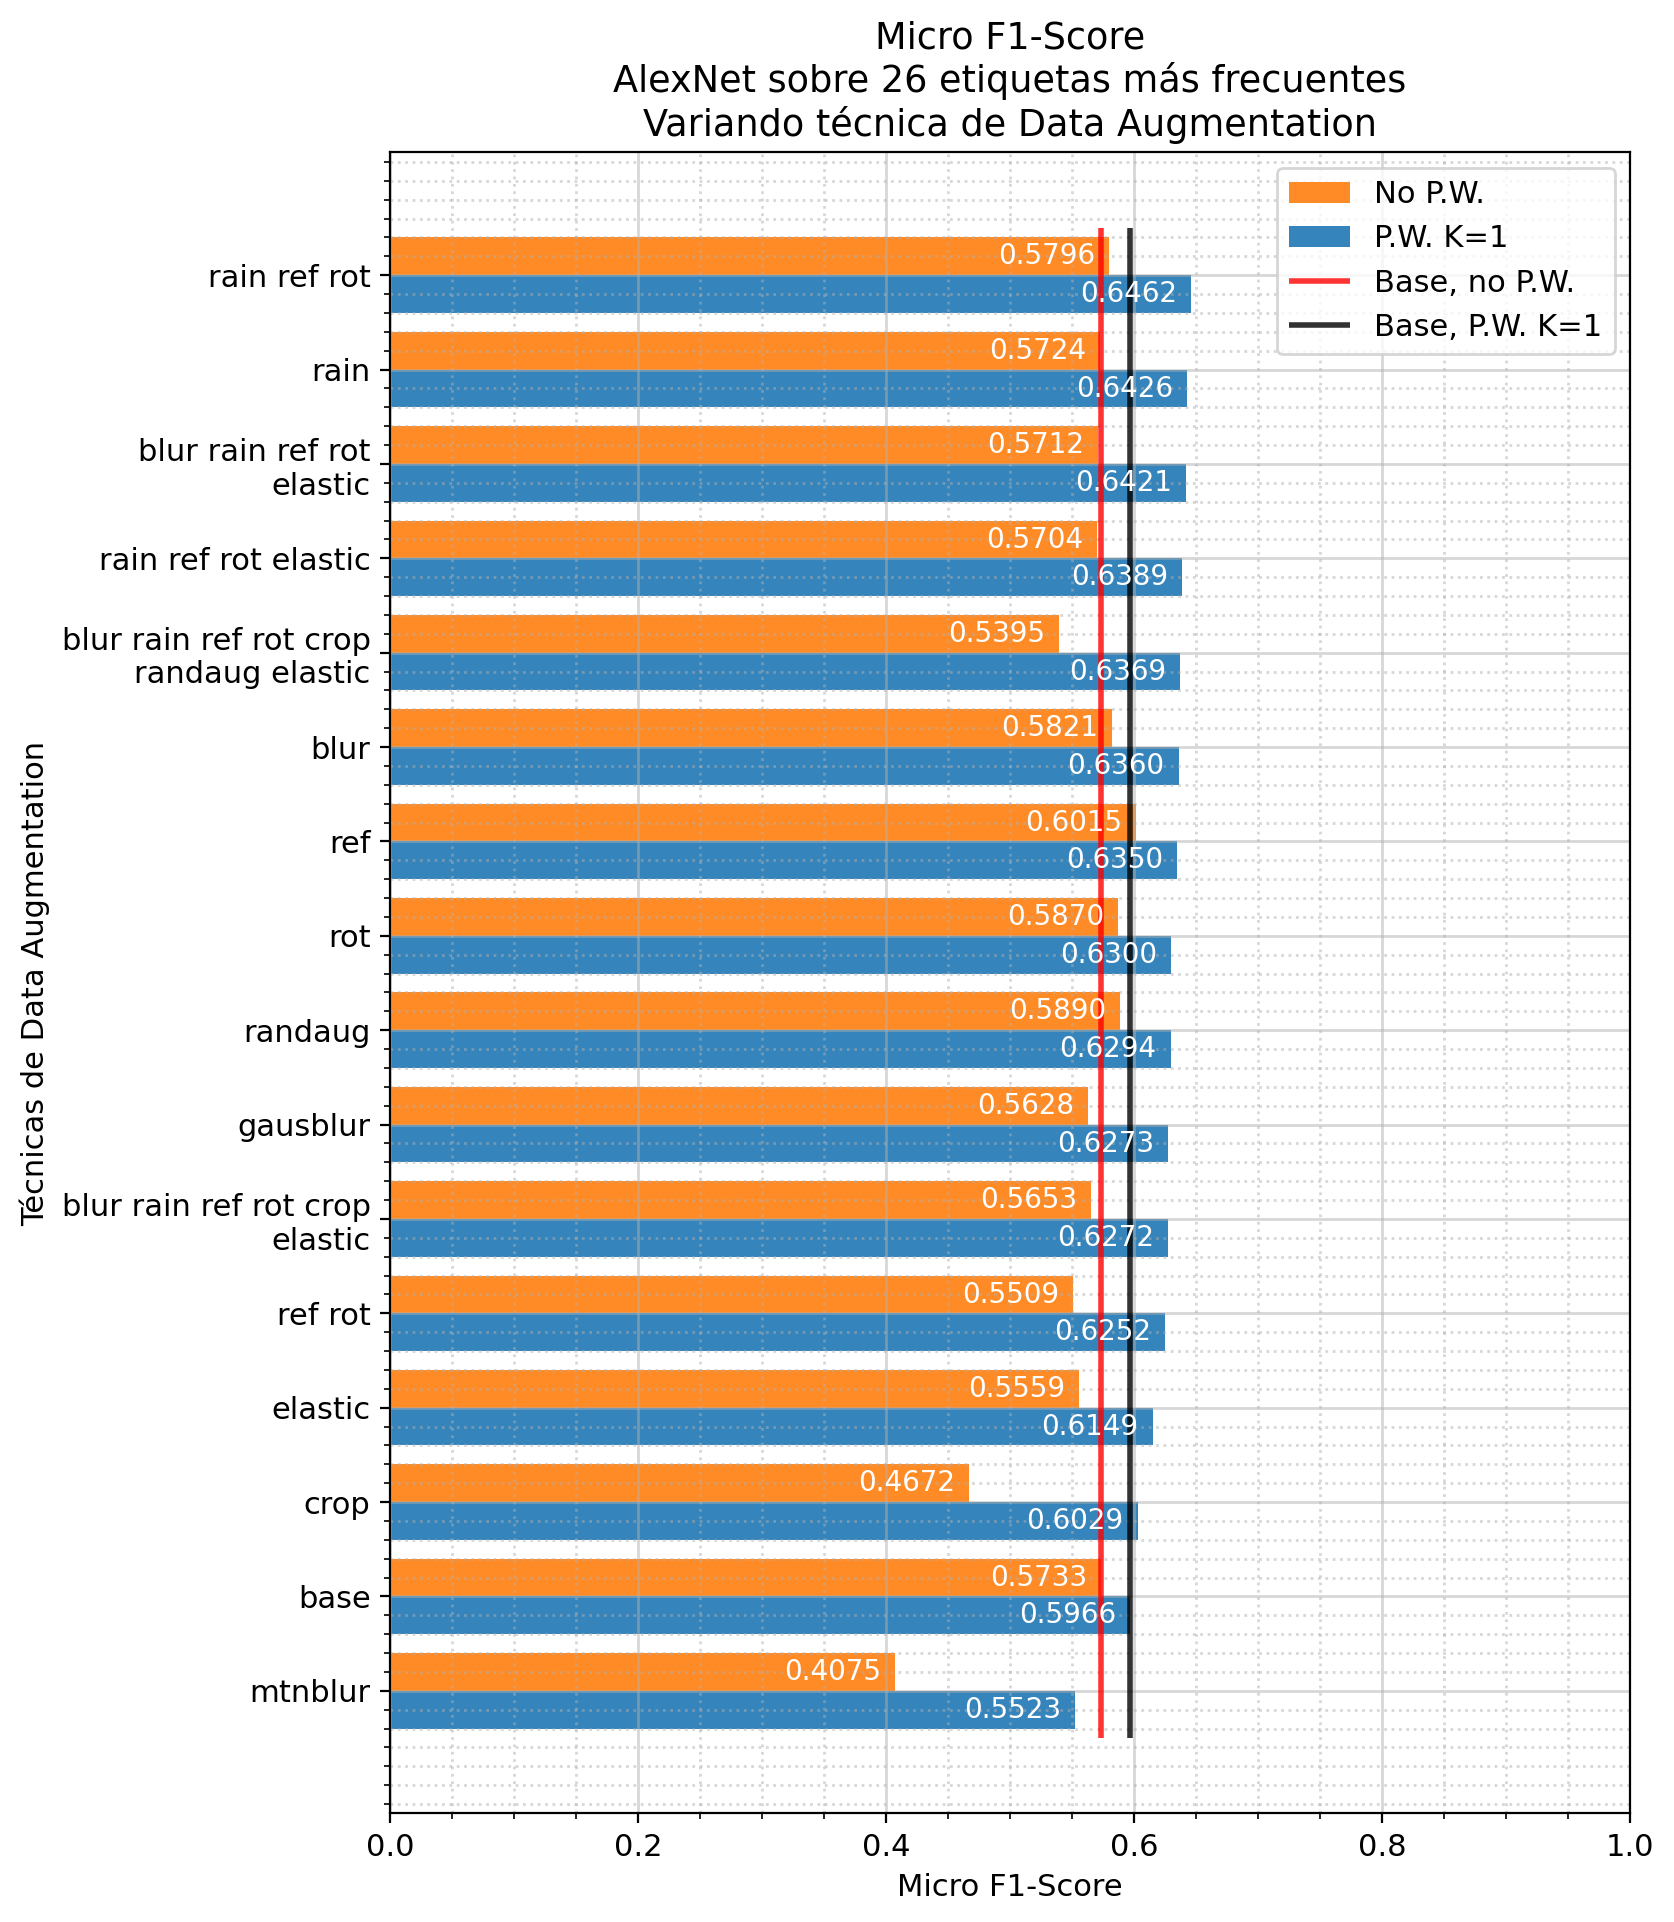 Micro F1-Score
AlexNet sobre 26 etiquetas más frecuentes
Variando técnica de Data Augmentation
No P.W.
P.W. K=1
Base, no P.W.
Base, P.W. K=1
Técnicas de Data Augmentation
rain ref rot
0.5796
0.6462
rain
0.5724
0.6426
blur rain ref rot
elastic
0.5712
0.6421
rain ref rot elastic
0.5704
0.6389
blur rain ref rot crop
randaug elastic
0.5395
0.6369
blur
0.5821
0.6360
ref
0.6015
0.6350
rot
0.5870
0.6300
randaug
0.5890
0.6294
gausblur
0.5628
0.6273
blur rain ref rot crop
elastic
0.5653
0.6272
ref rot
0.5509
0.6252
elastic
0.5559
0.6149
crop
0.4672
0.6029
base
0.5733
0.5966
mtnblur
0.4075
0.5523
0.0 0.2 0.4 0.6 0.8 1.0
Micro F1-Score